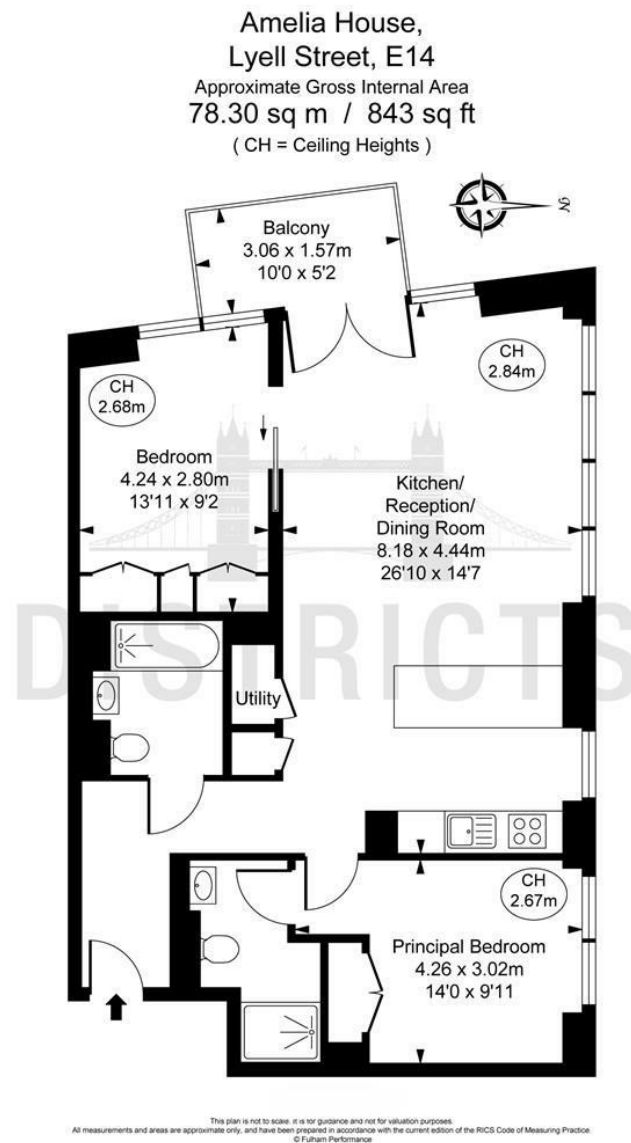 Amelia House,
Lyell Street, E14
Approximate Gross Internal Area
78.30 sq m / 843 sq ft
( CH = Ceiling Heights )
N
Balcony
3.06 x 1.57m
10'0 x 5'2
CH
2.68m
CH
2.84m
Bedroom
4.24 x 2.80m
13'11 x 9'2
Kitchen/
Reception/
Dining Room
8.18 x 4.44m
26'10 x 14'7
DISTRICTS
Utility
CH
2.67m
Principal Bedroom
4.26 x 3.02m
14'0 x 9'11
This plan is not to scale. it is for guidance and not for valuation purposes.
All measurements and areas are approximate only, and have been prepared in accordance with the current edition of the RICS Code of Measuring Practice.
© Fulham Performance